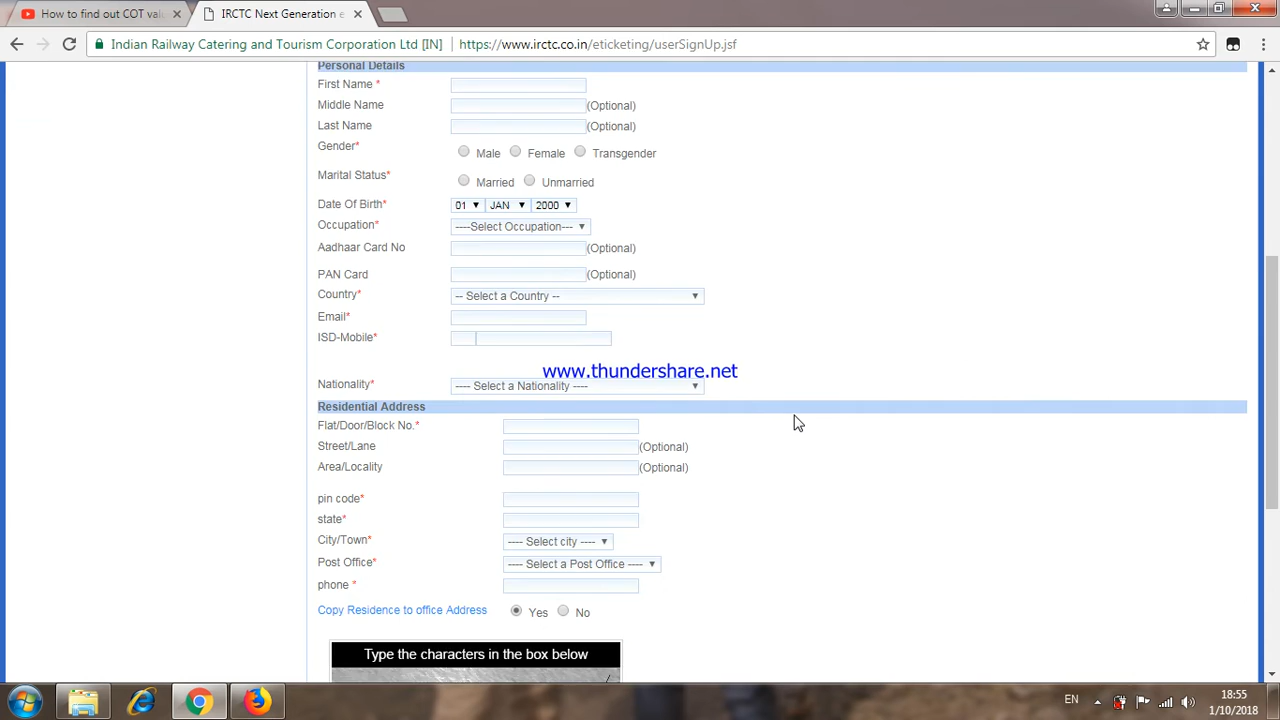 How to find out COT val
IRCTC Next Generation e
Indian Railway Catering and Tourism Corporation Ltd [IN]
https://www.irctc.co.in/eticketing/userSignUp.jsf
Personal Details
First Name *
Middle Name (Optional)
Last Name (Optional)
Gender* Male Female Transgender
Marital Status* Married Unmarried
Date Of Birth* 01 JAN 2000
Occupation* ----Select Occupation---
Aadhaar Card No (Optional)
PAN Card (Optional)
Country* -- Select a Country --
Email*
ISD-Mobile*
www.thundershare.net
Nationality* ---- Select a Nationality ----
Residential Address
Flat/Door/Block No.*
Street/Lane (Optional)
Area/Locality (Optional)
pin code*
state*
City/Town* ---- Select city ----
Post Office* ---- Select a Post Office ----
phone *
Copy Residence to office Address Yes No
Type the characters in the box below
EN
18:55
1/10/2018